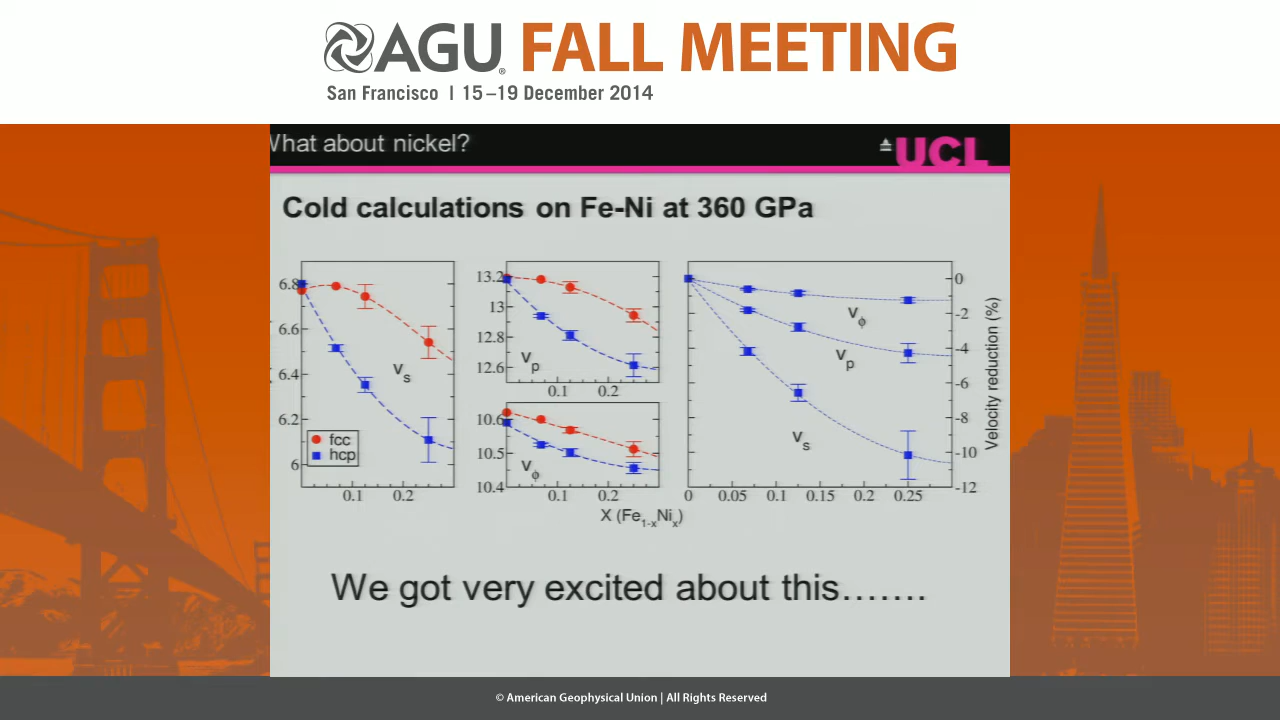 AGU FALL MEETING
San Francisco | 15–19 December 2014
What about nickel?
UCL
Cold calculations on Fe-Ni at 360 GPa
6.8
6.6
6.4
6.2
6
0.1
0.2
vs
fcc
hcp
13.2
13
12.8
12.6
0.1
0.2
vp
10.6
10.5
10.4
0.1
0.2
vϕ
X (Fe1-xNix)
0
-2
-4
-6
-8
-10
-12
0
0.05
0.1
0.15
0.2
0.25
vϕ
vp
vs
Velocity reduction (%)
We got very excited about this.......
© American Geophysical Union | All Rights Reserved